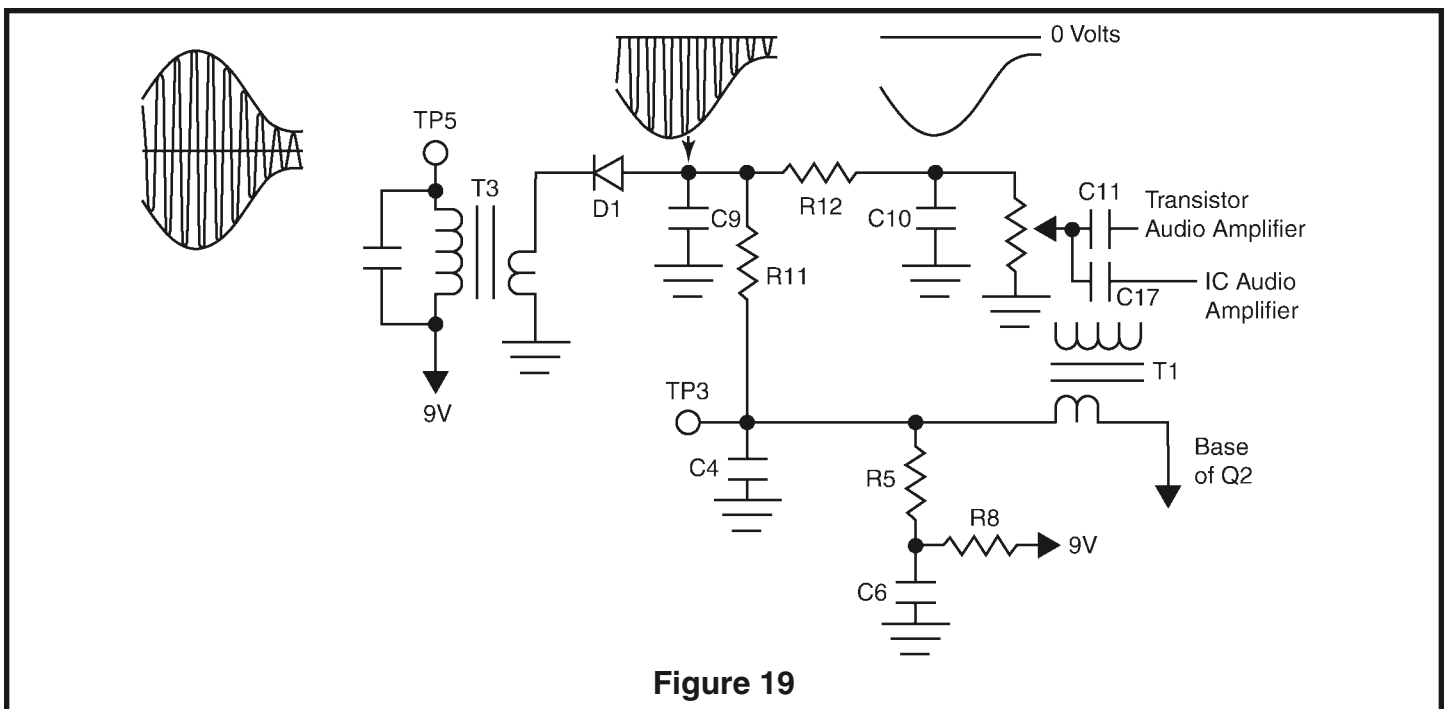 0 Volts
TP5
T3
D1
C9
R11
R12
C10
C11
Transistor
Audio Amplifier
C17
IC Audio
Amplifier
9V
T1
TP3
C4
R5
R8
9V
C6
Base
of Q2
Figure 19